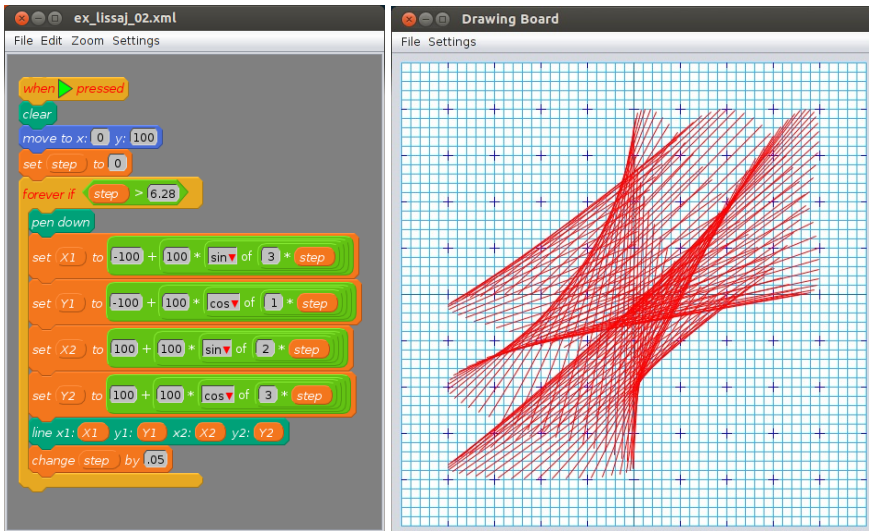 ex_lissaj_02.xml
File Edit Zoom Settings
when pressed
clear
move to x: 0 y: 100
set step to 0
forever if step > 6.28
pen down
set X1 to -100 + 100 * sin▼ of 3 * step
set Y1 to -100 + 100 * cos▼ of 1 * step
set X2 to 100 + 100 * sin▼ of 2 * step
set Y2 to 100 + 100 * cos▼ of 3 * step
line x1: X1 y1: Y1 x2: X2 y2: Y2
change step by .05
Drawing Board
File Settings